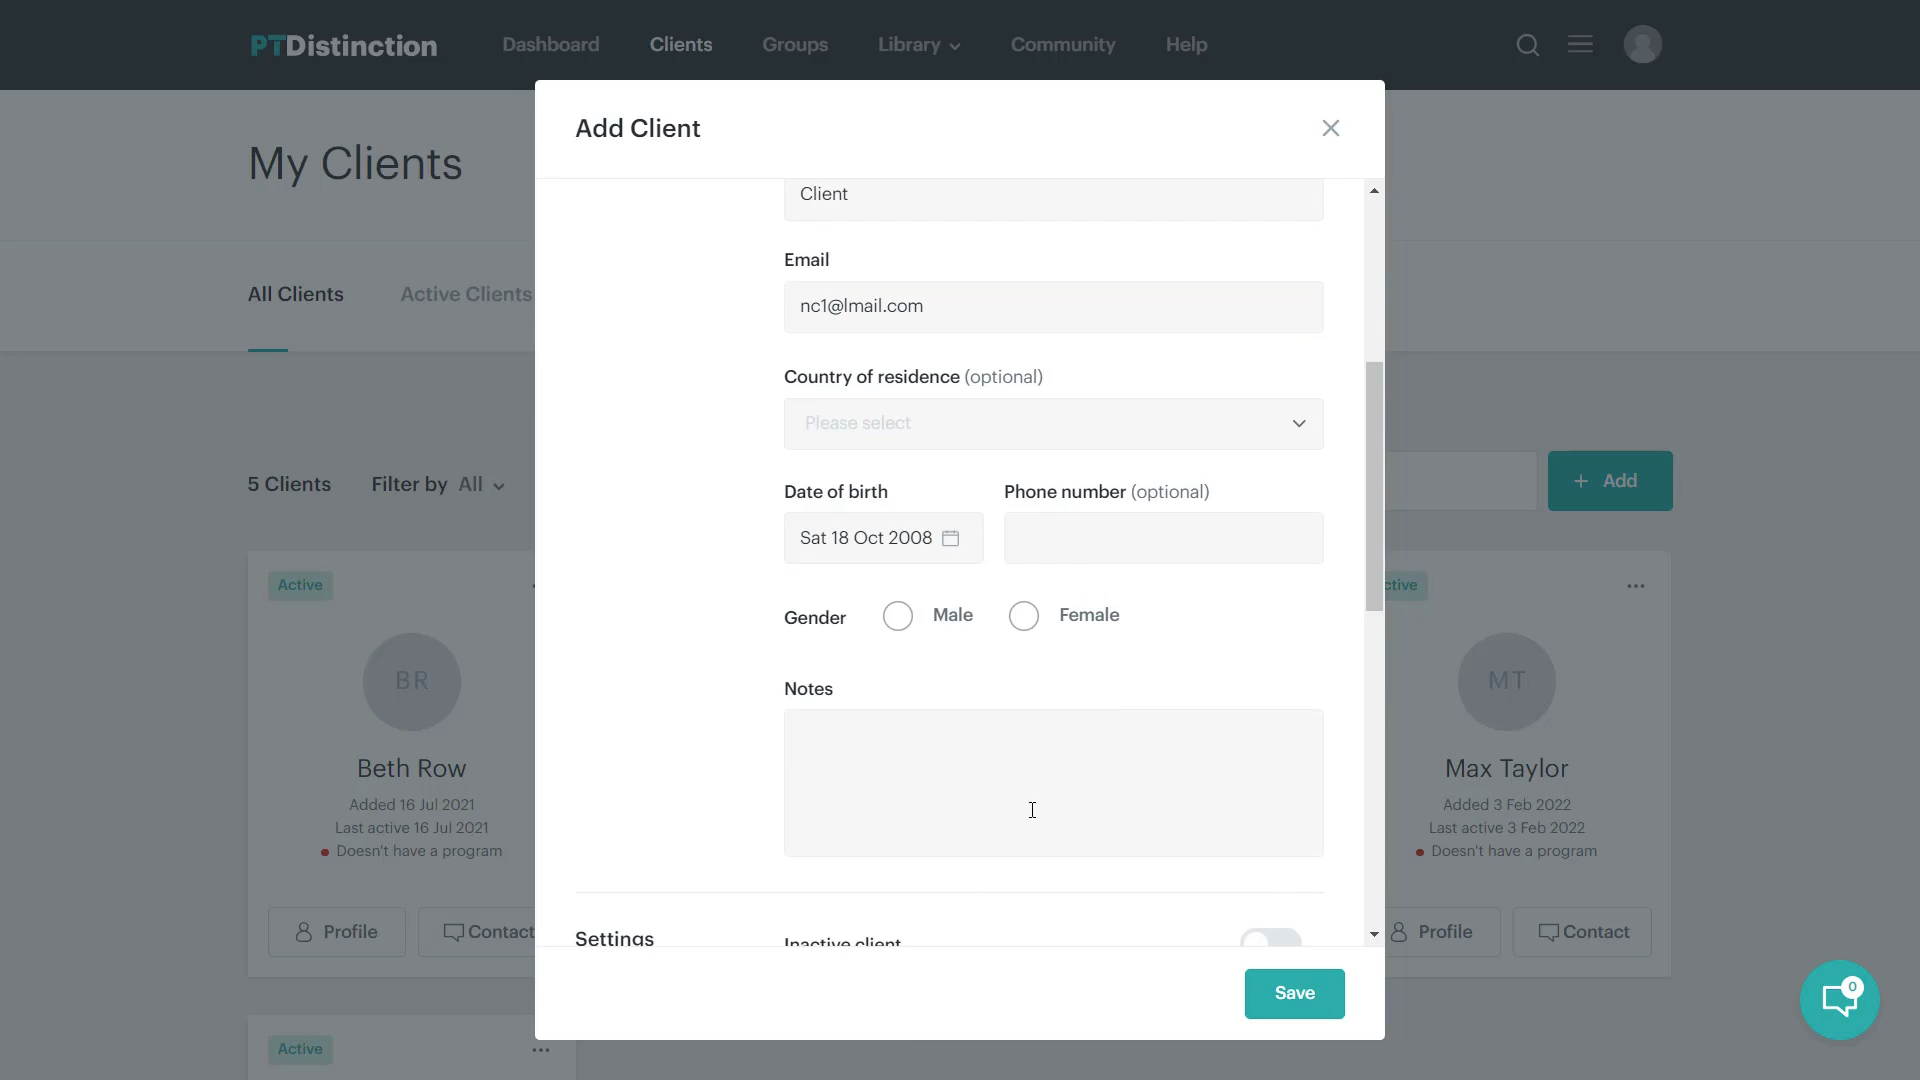 PTDistinction
Dashboard
Clients
Groups
Library
Community
Help
My Clients
All Clients
Active Clients
5 Clients
Filter by All
+ Add
Add Client
Client
Email
nc1@lmail.com
Country of residence (optional)
Please select
Date of birth
Phone number (optional)
Sat 18 Oct 2008
Gender
Male
Female
Notes
Settings
Inactive client
Save
Active
BR
Beth Row
Added 16 Jul 2021
Last active 16 Jul 2021
Doesn't have a program
Profile
Contact
ctive
MT
Max Taylor
Added 3 Feb 2022
Last active 3 Feb 2022
Doesn't have a program
Profile
Contact
Active
0